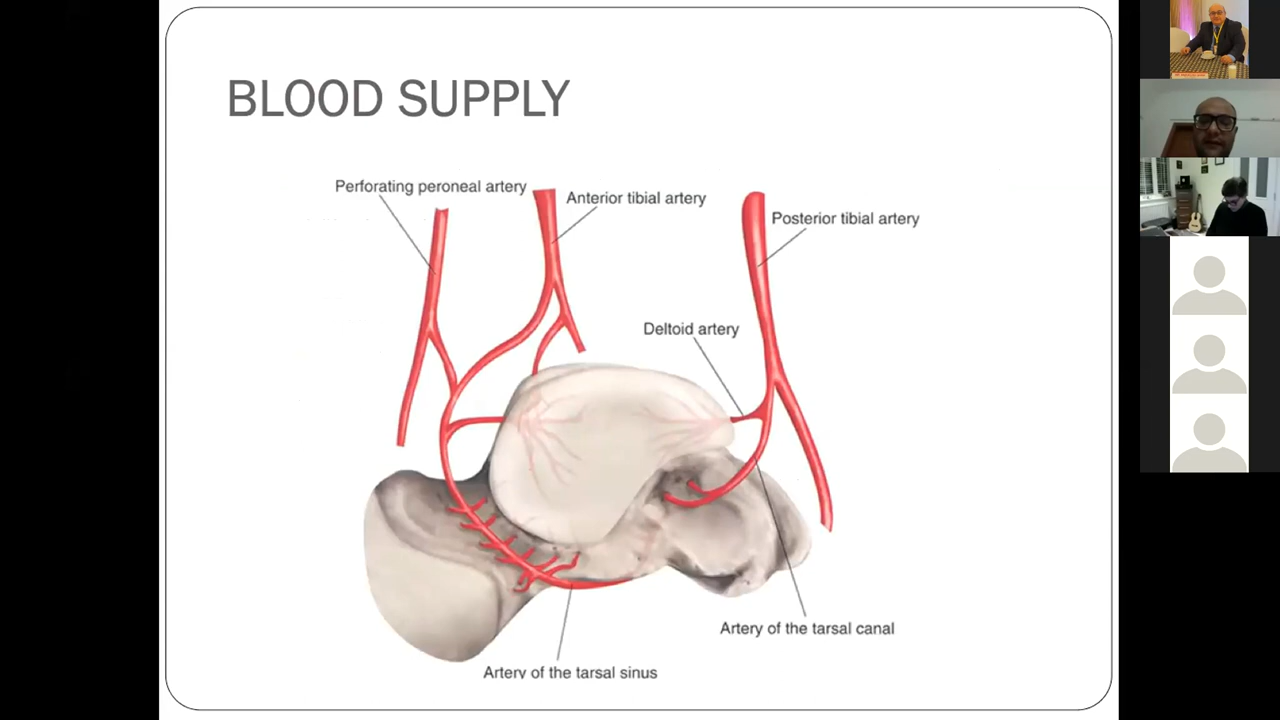 BLOOD SUPPLY
Perforating peroneal artery
Anterior tibial artery
Posterior tibial artery
Deltoid artery
Artery of the tarsal canal
Artery of the tarsal sinus